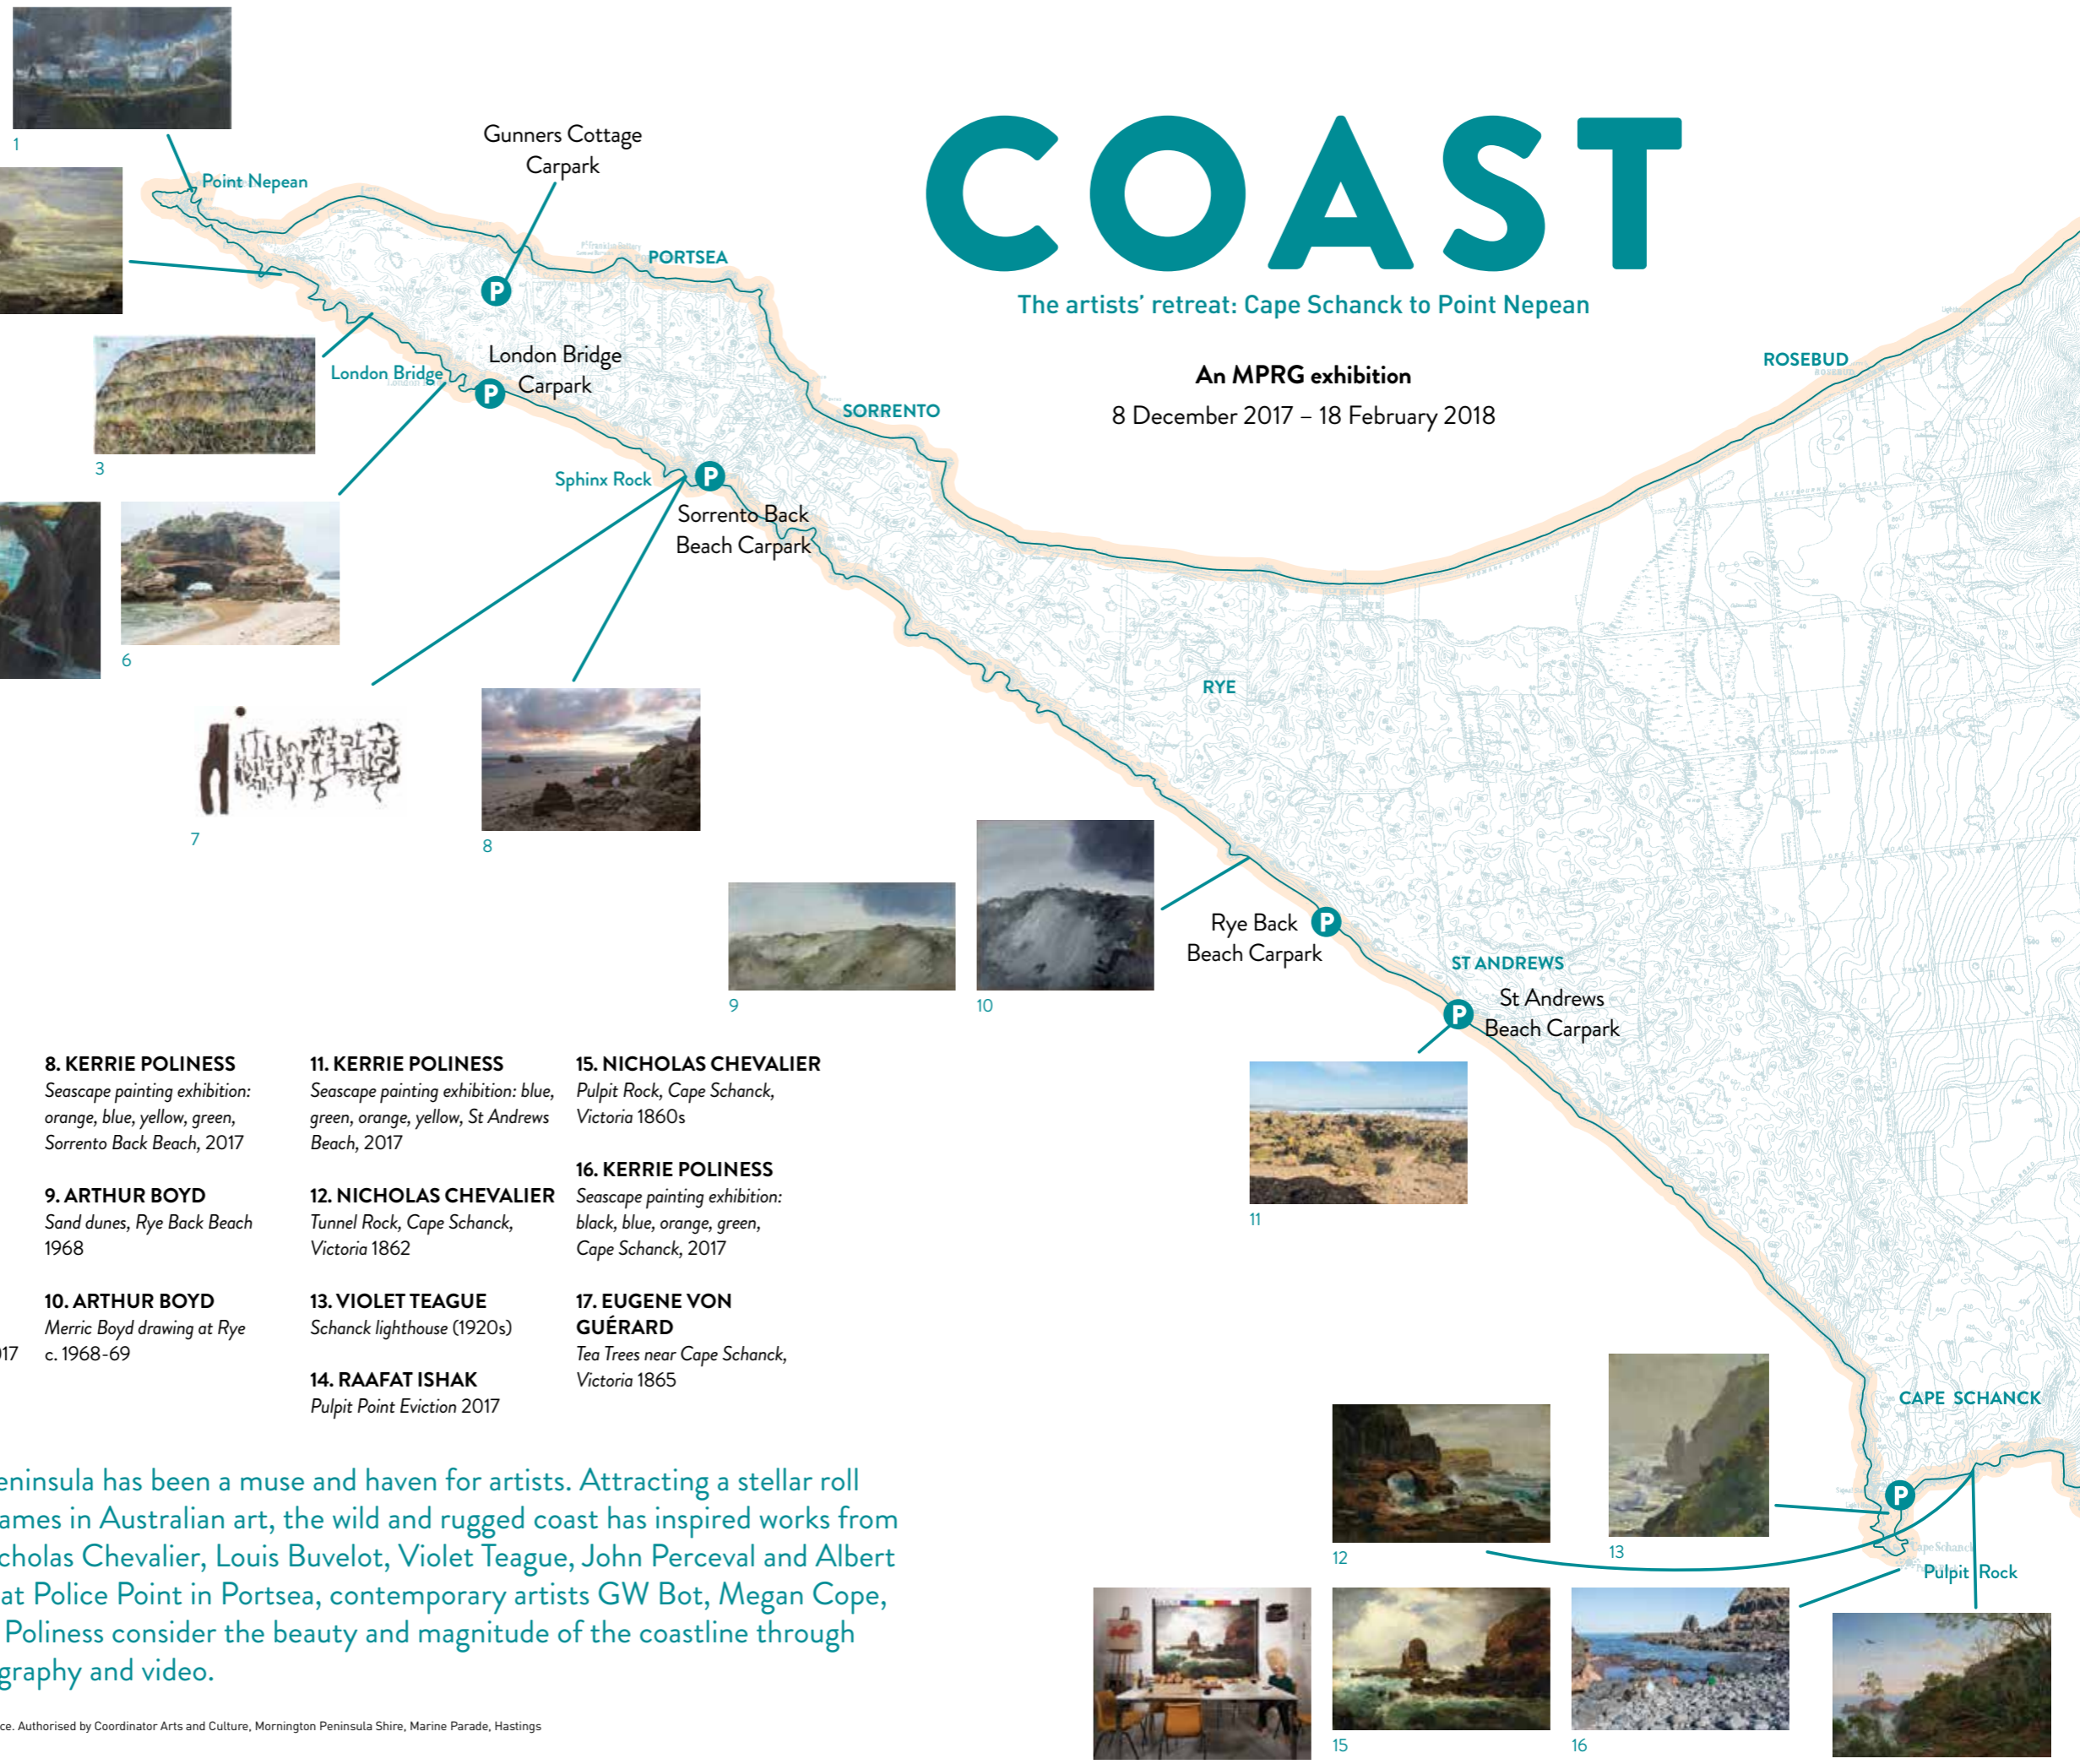 COAST
The artists’ retreat: Cape Schanck to Point Nepean
An MPRG exhibition
8 December 2017 – 18 February 2018
1
Point Nepean
Gunners Cottage
Carpark
P
PORTSEA
3
London Bridge
London Bridge
Carpark
P
SORRENTO
ROSEBUD
Sphinx Rock
P
Sorrento Back
Beach Carpark
6
7
8
RYE
9
10
Rye Back
Beach Carpark
P
ST ANDREWS
St Andrews
Beach Carpark
P
11
8. KERRIE POLINESS
Seascape painting exhibition:
orange, blue, yellow, green,
Sorrento Back Beach, 2017
9. ARTHUR BOYD
Sand dunes, Rye Back Beach
1968
10. ARTHUR BOYD
Merric Boyd drawing at Rye
c. 1968-69
11. KERRIE POLINESS
Seascape painting exhibition: blue,
green, orange, yellow, St Andrews
Beach, 2017
12. NICHOLAS CHEVALIER
Tunnel Rock, Cape Schanck,
Victoria 1862
13. VIOLET TEAGUE
Schanck lighthouse (1920s)
14. RAAFAT ISHAK
Pulpit Point Eviction 2017
15. NICHOLAS CHEVALIER
Pulpit Rock, Cape Schanck,
Victoria 1860s
16. KERRIE POLINESS
Seascape painting exhibition:
black, blue, orange, green,
Cape Schanck, 2017
17. EUGENE VON
GUÉRARD
Tea Trees near Cape Schanck,
Victoria 1865
17
CAPE SCHANCK
P
Cape Schanck
Pulpit Rock
12
13
15
16
eninsula has been a muse and haven for artists. Attracting a stellar roll
ames in Australian art, the wild and rugged coast has inspired works from
cholas Chevalier, Louis Buvelot, Violet Teague, John Perceval and Albert
at Police Point in Portsea, contemporary artists GW Bot, Megan Cope,
Poliness consider the beauty and magnitude of the coastline through
graphy and video.
ce. Authorised by Coordinator Arts and Culture, Mornington Peninsula Shire, Marine Parade, Hastings